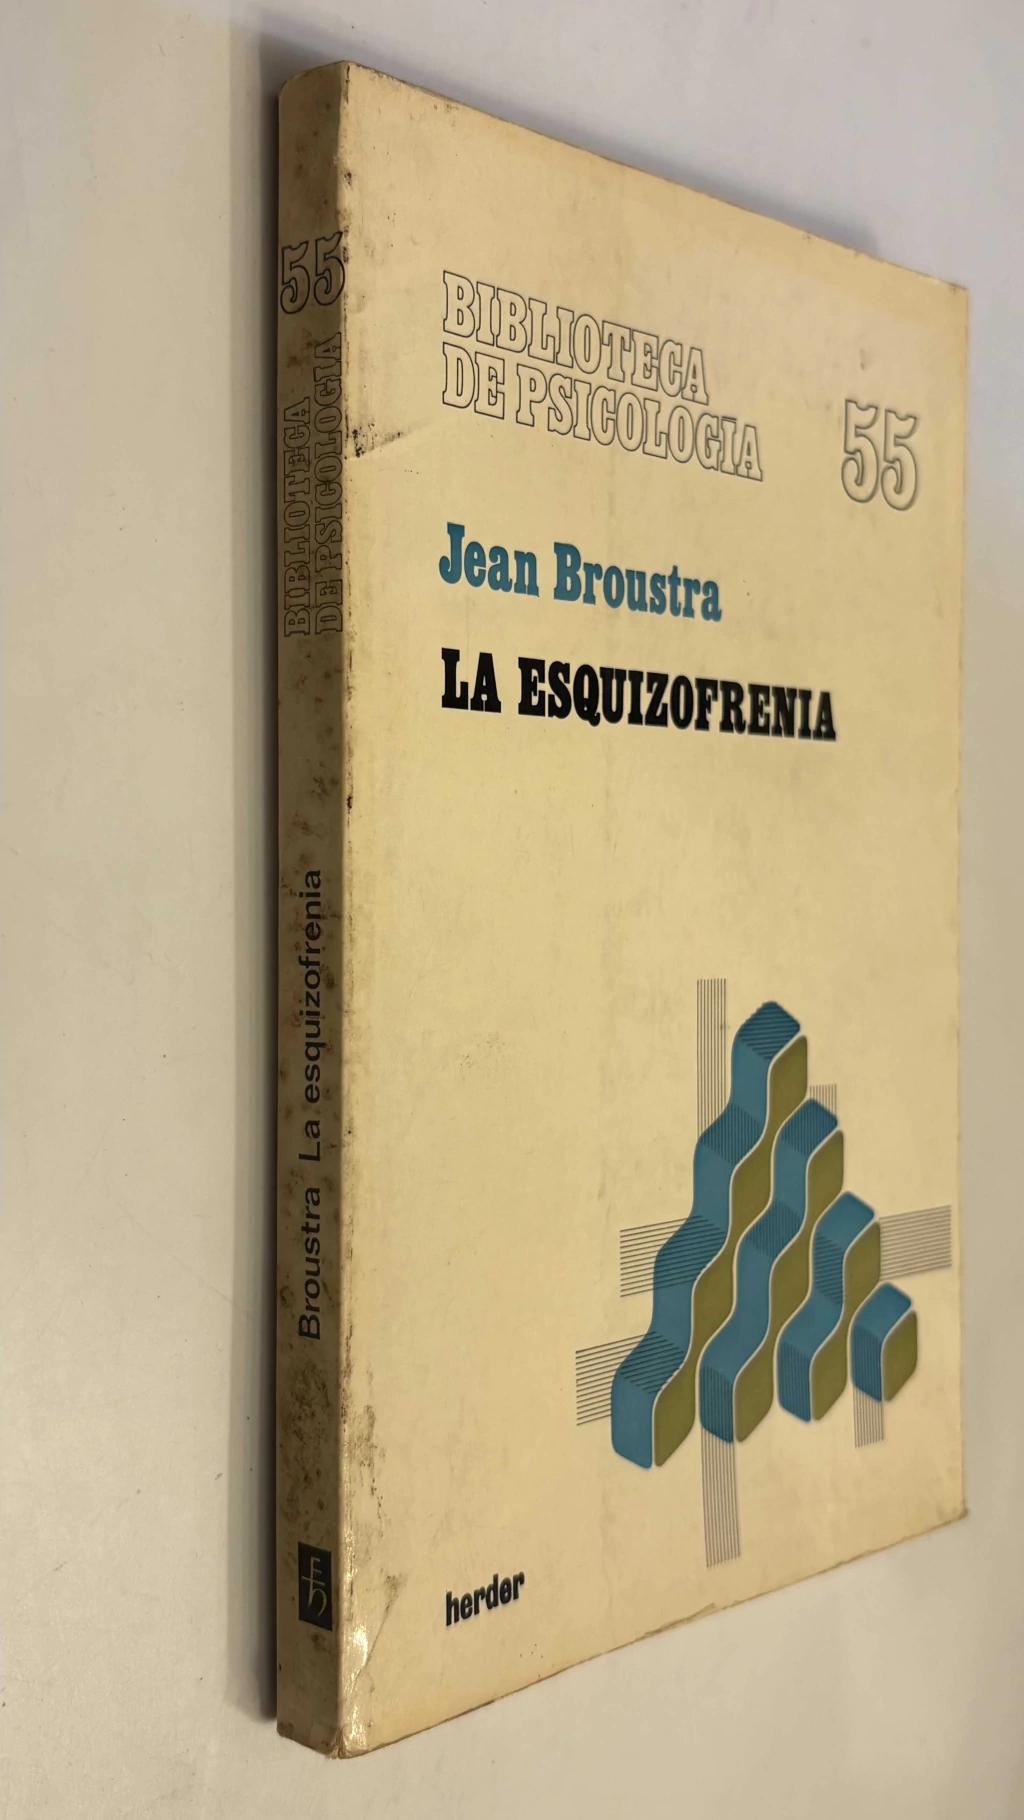 BIBLIOTECA
DE PSICOLOGIA
55
Jean Broustra
LA ESQUIZOFRENIA
herder
55
BIBLIOTECA
DE PSICOLOGIA
Broustra La esquizofrenia